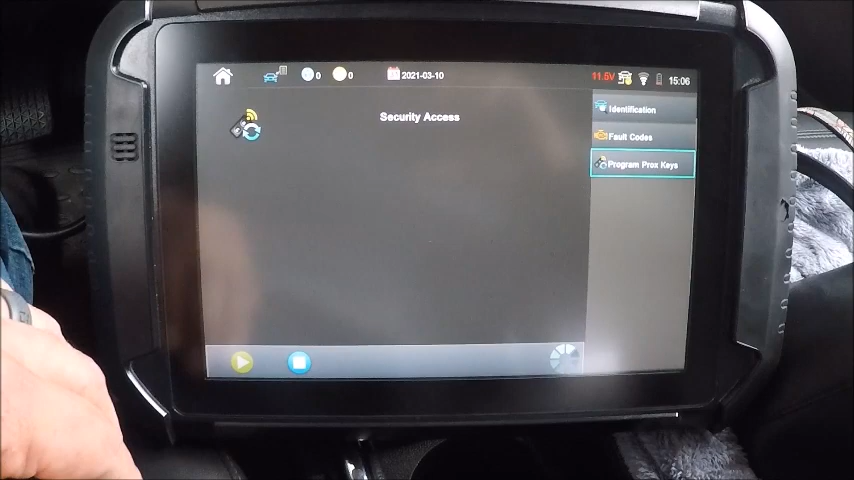 0 0 2021-03-10 11.5V 15:06
Security Access
Identification
Fault Codes
Program Prox Keys